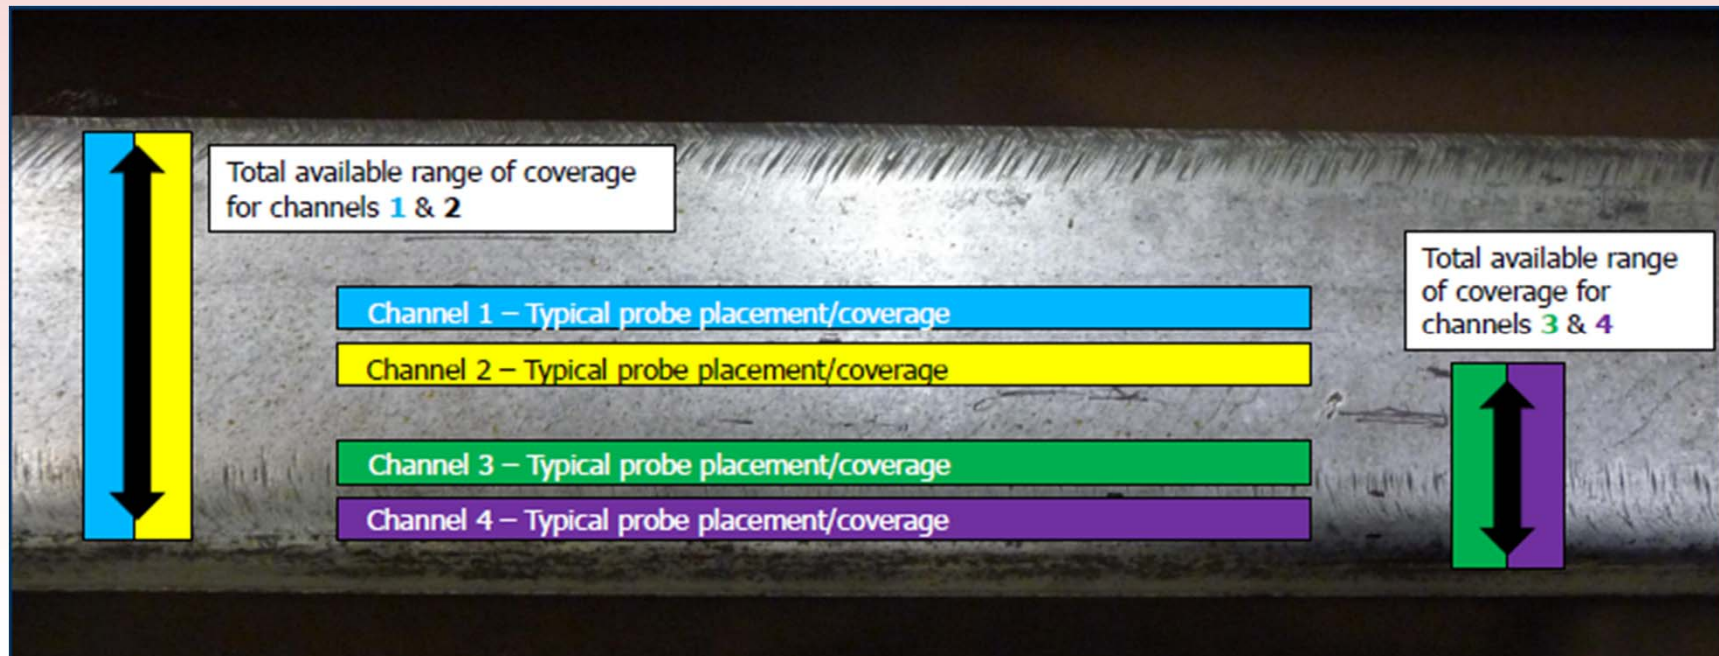 Total available range of coverage
for channels 1 & 2
Total available range
of coverage for
channels 3 & 4
Channel 1 – Typical probe placement/coverage
Channel 2 – Typical probe placement/coverage
Channel 3 – Typical probe placement/coverage
Channel 4 – Typical probe placement/coverage